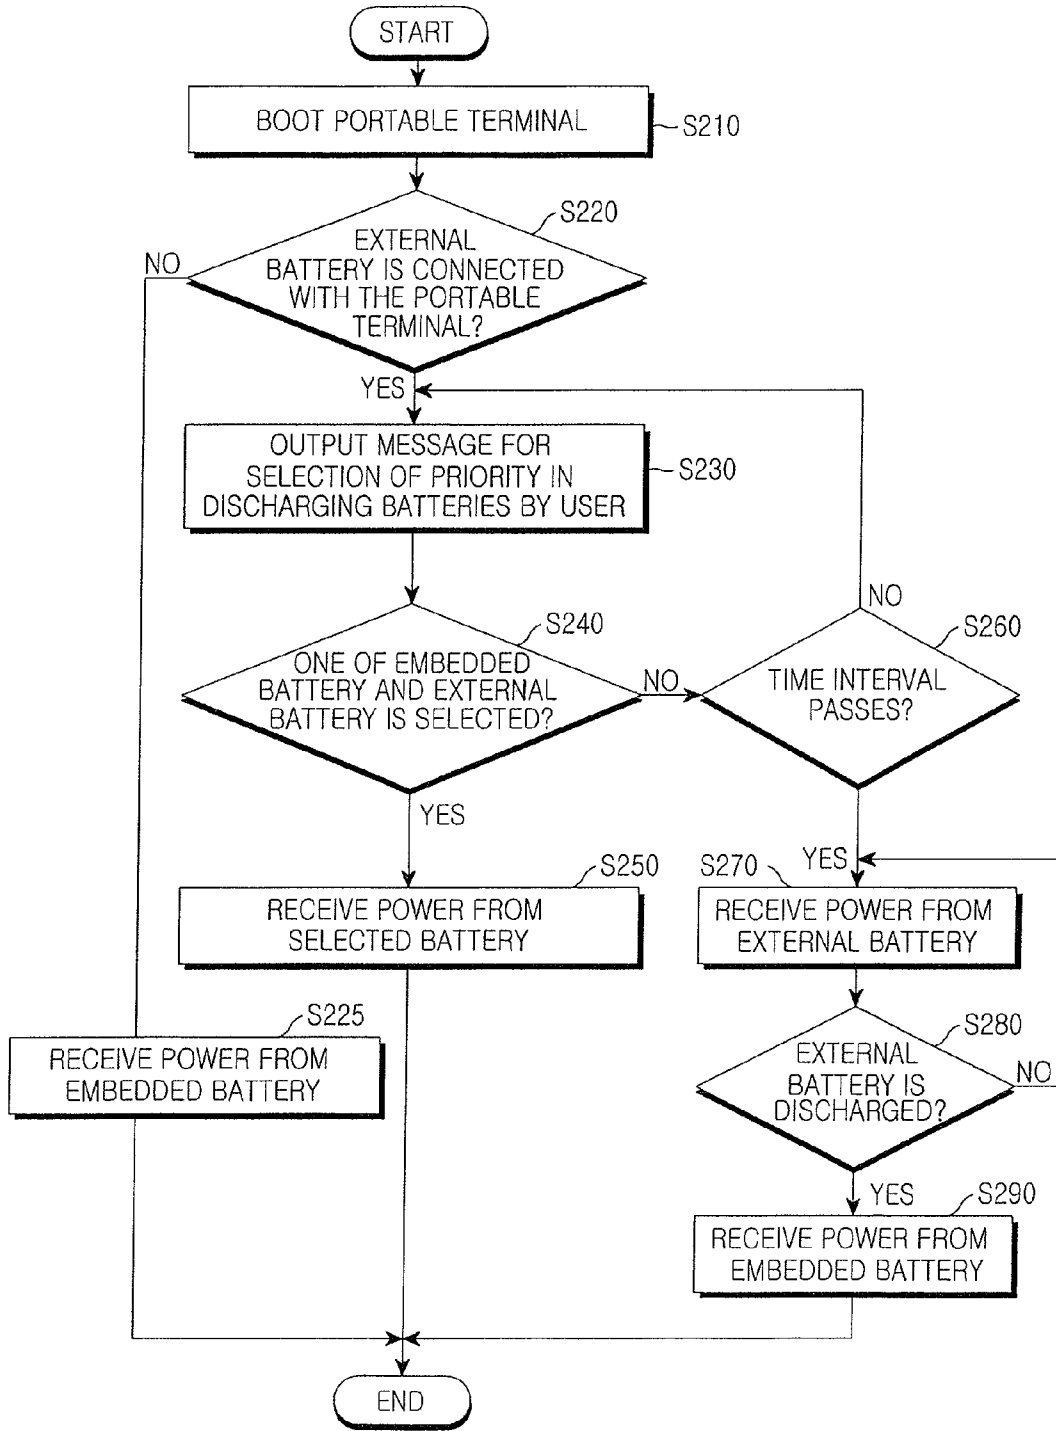 START
BOOT PORTABLE TERMINAL
S210
S220
EXTERNAL
BATTERY IS CONNECTED
WITH THE PORTABLE
TERMINAL?
NO
YES
OUTPUT MESSAGE FOR
SELECTION OF PRIORITY IN
DISCHARGING BATTERIES BY USER
S230
S240
ONE OF EMBEDDED
BATTERY AND EXTERNAL
BATTERY IS SELECTED?
NO
YES
NO
S260
TIME INTERVAL
PASSES?
YES
S250
RECEIVE POWER FROM
SELECTED BATTERY
S270
RECEIVE POWER FROM
EXTERNAL BATTERY
S225
RECEIVE POWER FROM
EMBEDDED BATTERY
S280
EXTERNAL
BATTERY IS
DISCHARGED?
NO
YES
S290
RECEIVE POWER FROM
EMBEDDED BATTERY
END